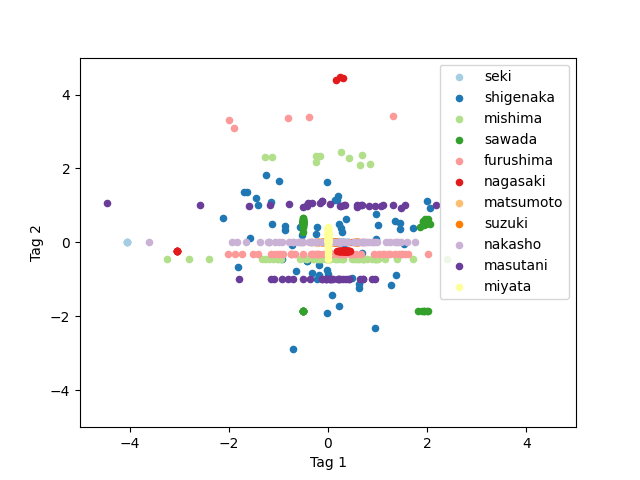 4
2
0
−2
−4
−4
−2
0
2
4
Tag 2
Tag 1
seki
shigenaka
mishima
sawada
furushima
nagasaki
matsumoto
suzuki
nakasho
masutani
miyata